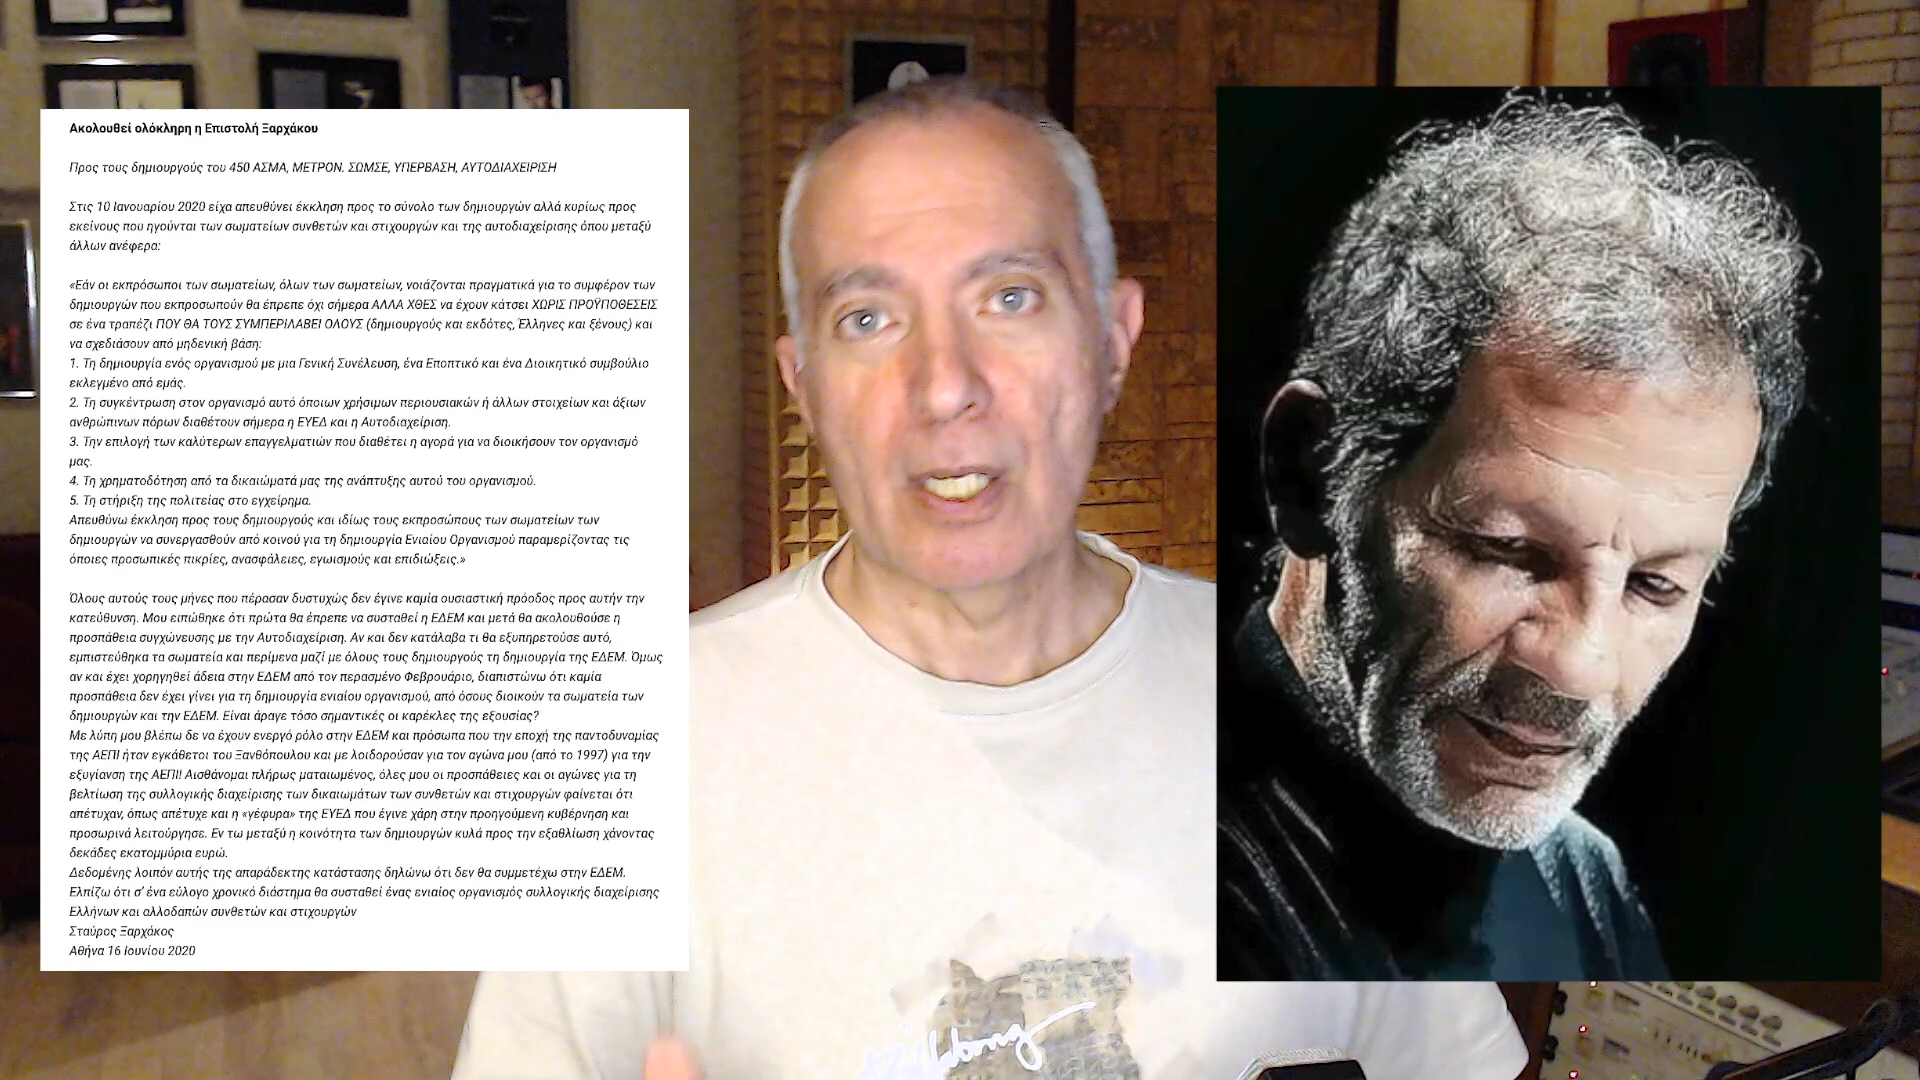 Ακολουθεί ολόκληρη η Επιστολή Ξαρχάκου
Προς τους δημιουργούς του 450 ΑΣΜΑ, ΜΕΤΡΟΝ. ΣΩΜΣΕ, ΥΠΕΡΒΑΣΗ, ΑΥΤΟΔΙΑΧΕΙΡΙΣΗ
Στις 10 Ιανουαρίου 2020 είχα απευθύνει έκκληση προς το σύνολο των δημιουργών αλλά κυρίως προς
εκείνους που ηγούνται των σωματείων συνθετών και στιχουργών και της αυτοδιαχείρισης όπου μεταξύ
άλλων ανέφερα:
«Εάν οι εκπρόσωποι των σωματείων, όλων των σωματείων, νοιάζονται πραγματικά για το συμφέρον των
δημιουργών που εκπροσωπούν θα έπρεπε όχι σήμερα ΑΛΛΑ ΧΘΕΣ να έχουν κάτσει ΧΩΡΙΣ ΠΡΟΫΠΟΘΕΣΕΙΣ
σε ένα τραπέζι ΠΟΥ ΘΑ ΤΟΥΣ ΣΥΜΠΕΡΙΛΑΒΕΙ ΟΛΟΥΣ (δημιουργούς και εκδότες, Έλληνες και ξένους) και
να σχεδιάσουν από μηδενική βάση:
1. Τη δημιουργία ενός οργανισμού με μια Γενική Συνέλευση, ένα Εποπτικό και ένα Διοικητικό συμβούλιο
εκλεγμένο από εμάς.
2. Τη συγκέντρωση στον οργανισμό αυτό όποιων χρήσιμων περιουσιακών ή άλλων στοιχείων και άξιων
ανθρώπινων πόρων διαθέτουν σήμερα η ΕΥΕΔ και η Αυτοδιαχείριση.
3. Την επιλογή των καλύτερων επαγγελματιών που διαθέτει η αγορά για να διοικήσουν τον οργανισμό
μας.
4. Τη χρηματοδότηση από τα δικαιώματά μας της ανάπτυξης αυτού του οργανισμού.
5. Τη στήριξη της πολιτείας στο εγχείρημα.
Απευθύνω έκκληση προς τους δημιουργούς και ιδίως τους εκπροσώπους των σωματείων των
δημιουργών να συνεργασθούν από κοινού για τη δημιουργία Ενιαίου Οργανισμού παραμερίζοντας τις
όποιες προσωπικές πικρίες, ανασφάλειες, εγωισμούς και επιδιώξεις.»
Όλους αυτούς τους μήνες που πέρασαν δυστυχώς δεν έγινε καμία ουσιαστική πρόοδος προς αυτήν την
κατεύθυνση. Μου ειπώθηκε ότι πρώτα θα έπρεπε να συσταθεί η ΕΔΕΜ και μετά θα ακολουθούσε η
προσπάθεια συγχώνευσης με την Αυτοδιαχείριση. Αν και δεν κατάλαβα τι θα εξυπηρετούσε αυτό,
εμπιστεύθηκα τα σωματεία και περίμενα μαζί με όλους τους δημιουργούς τη δημιουργία της ΕΔΕΜ. Όμως
αν και έχει χορηγηθεί άδεια στην ΕΔΕΜ από τον περασμένο Φεβρουάριο, διαπιστώνω ότι καμία
προσπάθεια δεν έχει γίνει για τη δημιουργία ενιαίου οργανισμού, από όσους διοικούν τα σωματεία των
δημιουργών και την ΕΔΕΜ. Είναι άραγε τόσο σημαντικές οι καρέκλες της εξουσίας?
Με λύπη μου βλέπω δε να έχουν ενεργό ρόλο στην ΕΔΕΜ και πρόσωπα που την εποχή της παντοδυναμίας
της ΑΕΠΙ ήταν εγκάθετοι του Ξανθόπουλου και με λοιδορούσαν για τον αγώνα μου (από το 1997) για την
εξυγίανση της ΑΕΠΙ! Αισθάνομαι πλήρως ματαιωμένος, όλες μου οι προσπάθειες και οι αγώνες για τη
βελτίωση της συλλογικής διαχείρισης των δικαιωμάτων των συνθετών και στιχουργών φαίνεται ότι
απέτυχαν, όπως απέτυχε και η «γέφυρα» της ΕΥΕΔ που έγινε χάρη στην προηγούμενη κυβέρνηση και
προσωρινά λειτούργησε. Εν τω μεταξύ η κοινότητα των δημιουργών κυλά προς την εξαθλίωση χάνοντας
δεκάδες εκατομμύρια ευρώ.
Δεδομένης λοιπόν αυτής της απαράδεκτης κατάστασης δηλώνω ότι δεν θα συμμετέχω στην ΕΔΕΜ.
Ελπίζω ότι σ’ ένα εύλογο χρονικό διάστημα θα συσταθεί ένας ενιαίος οργανισμός συλλογικής διαχείρισης
Ελλήνων και αλλοδαπών συνθετών και στιχουργών
Σταύρος Ξαρχάκος
Αθήνα 16 Ιουνίου 2020